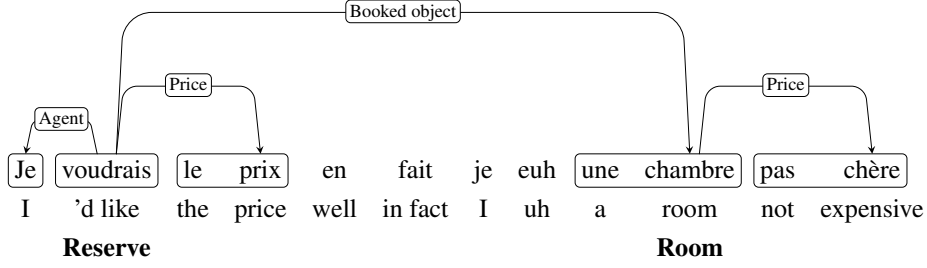 Booked object
Price Price
Agent
Je voudrais le prix en fait je euh une chambre pas chère
I 'd like the price well in fact I uh a room not expensive
Reserve Room